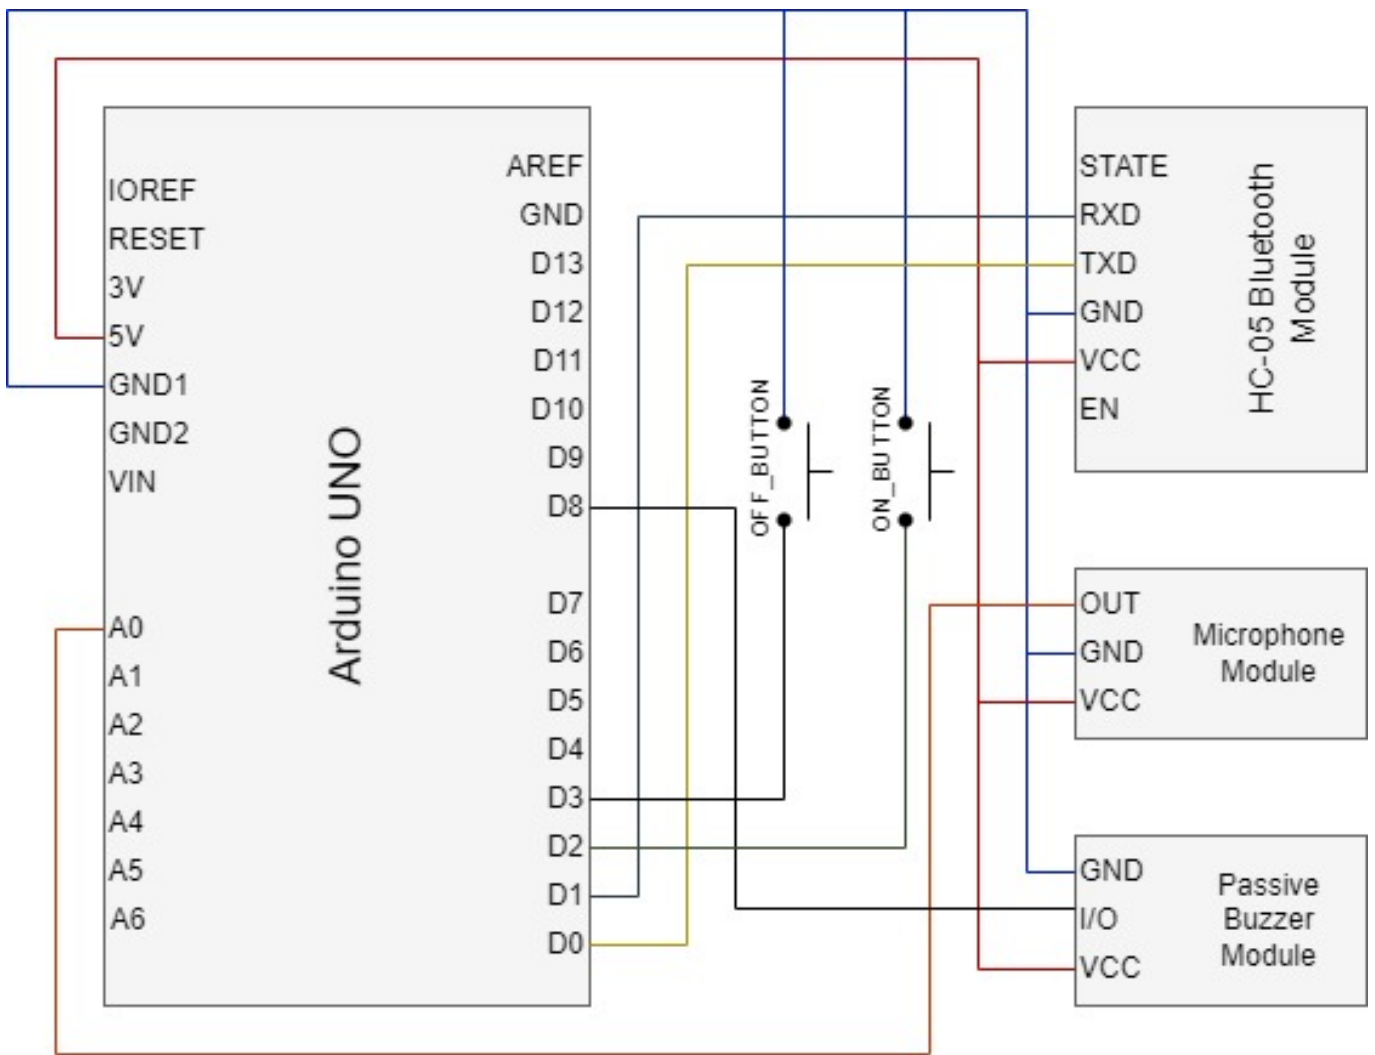 IOREF
RESET
3V
5V
GND1
GND2
VIN
A0
A1
A2
A3
A4
A5
A6
Arduino UNO
AREF
GND
D13
D12
D11
D10
D9
D8
D7
D6
D5
D4
D3
D2
D1
D0
OFF_BUTTON
ON_BUTTON
STATE
RXD
TXD
GND
VCC
EN
HC-05 Bluetooth
Module
OUT
GND
VCC
Microphone
Module
GND
I/O
VCC
Passive
Buzzer
Module